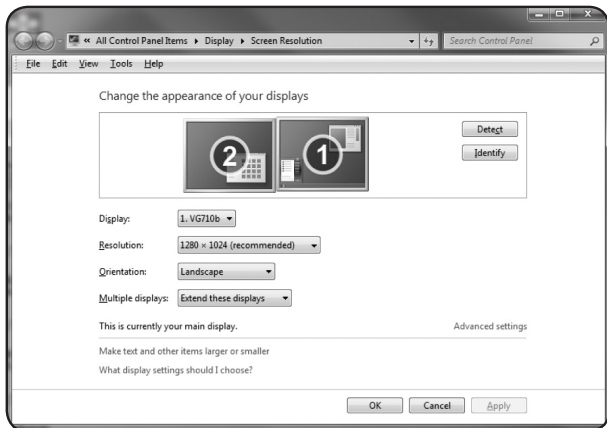 « All Control Panel Items ▸ Display ▸ Screen Resolution Search Control Panel
File Edit View Tools Help
Change the appearance of your displays
2 1
Detect
Identify
Display: 1. VG710b
Resolution: 1280 × 1024 (recommended)
Orientation: Landscape
Multiple displays: Extend these displays
This is currently your main display. Advanced settings
Make text and other items larger or smaller
What display settings should I choose?
OK Cancel Apply